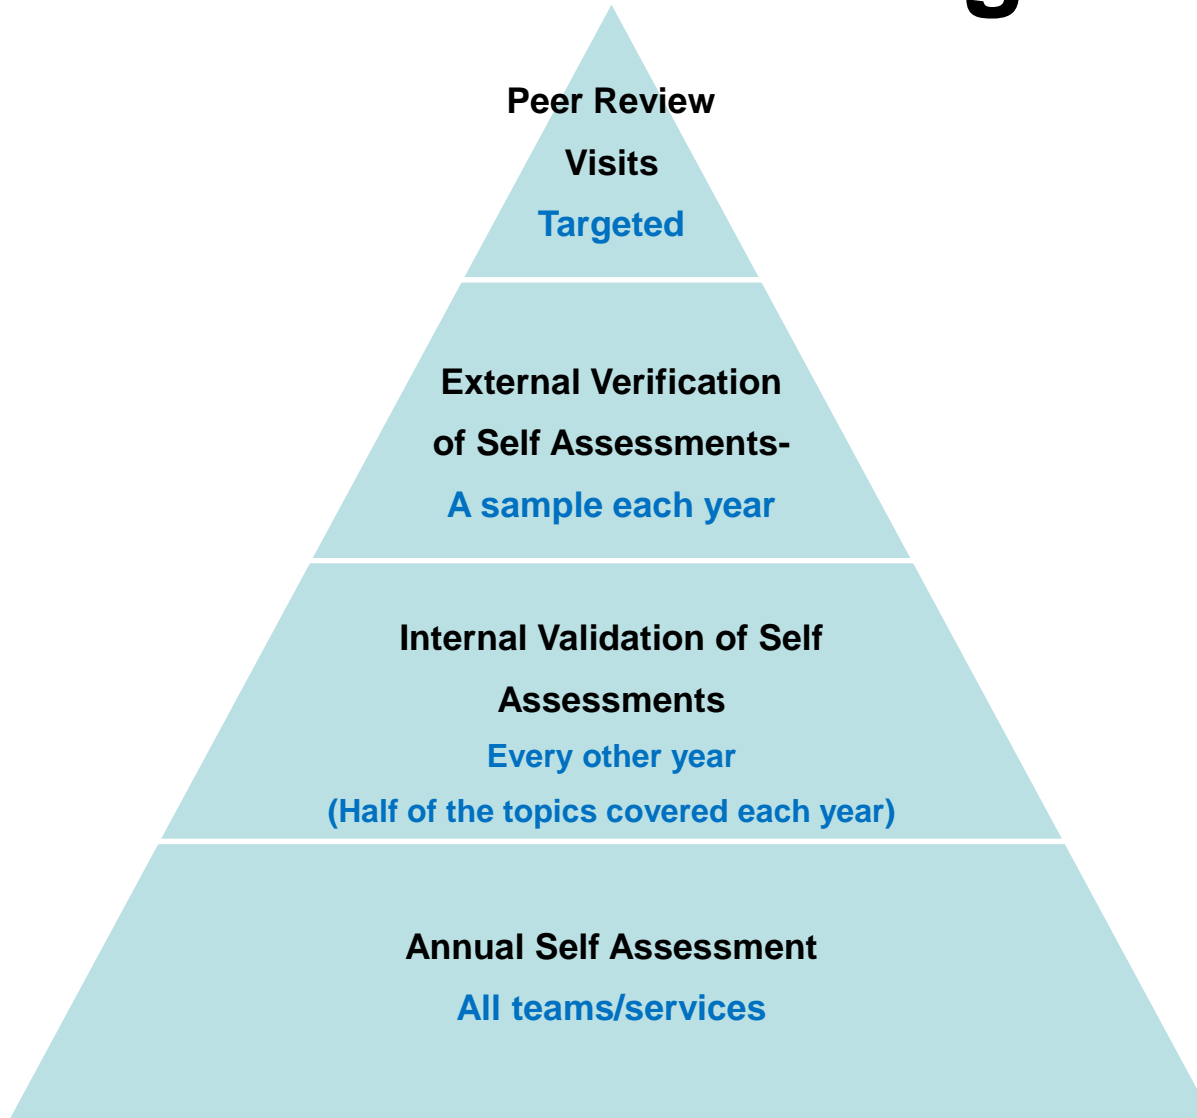 g
Peer Review
Visits
Targeted
External Verification
of Self Assessments-
A sample each year
Internal Validation of Self
Assessments
Every other year
(Half of the topics covered each year)
Annual Self Assessment
All teams/services